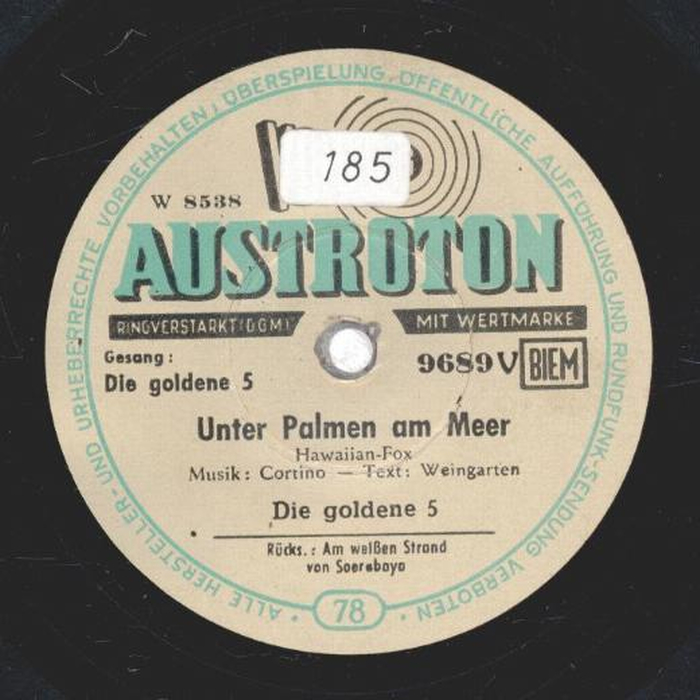 ALLE HERSTELLER- UND URHEBERRECHTE VORBEHALTEN, ÜBERSPIELUNG, ÖFFENTLICHE AUFFÜHRUNG UND RUNDFUNK-SENDUNG VERBOTEN
185
W 8538
AUSTROTON
RINGVERSTÄRKT (DGM) MIT WERTMARKE
Gesang:
Die goldene 5
9689 V BIEM
Unter Palmen am Meer
Hawaiian-Fox
Musik: Cortino — Text: Weingarten
Die goldene 5
Rücks.: Am weißen Strand
von Soerabaya
78